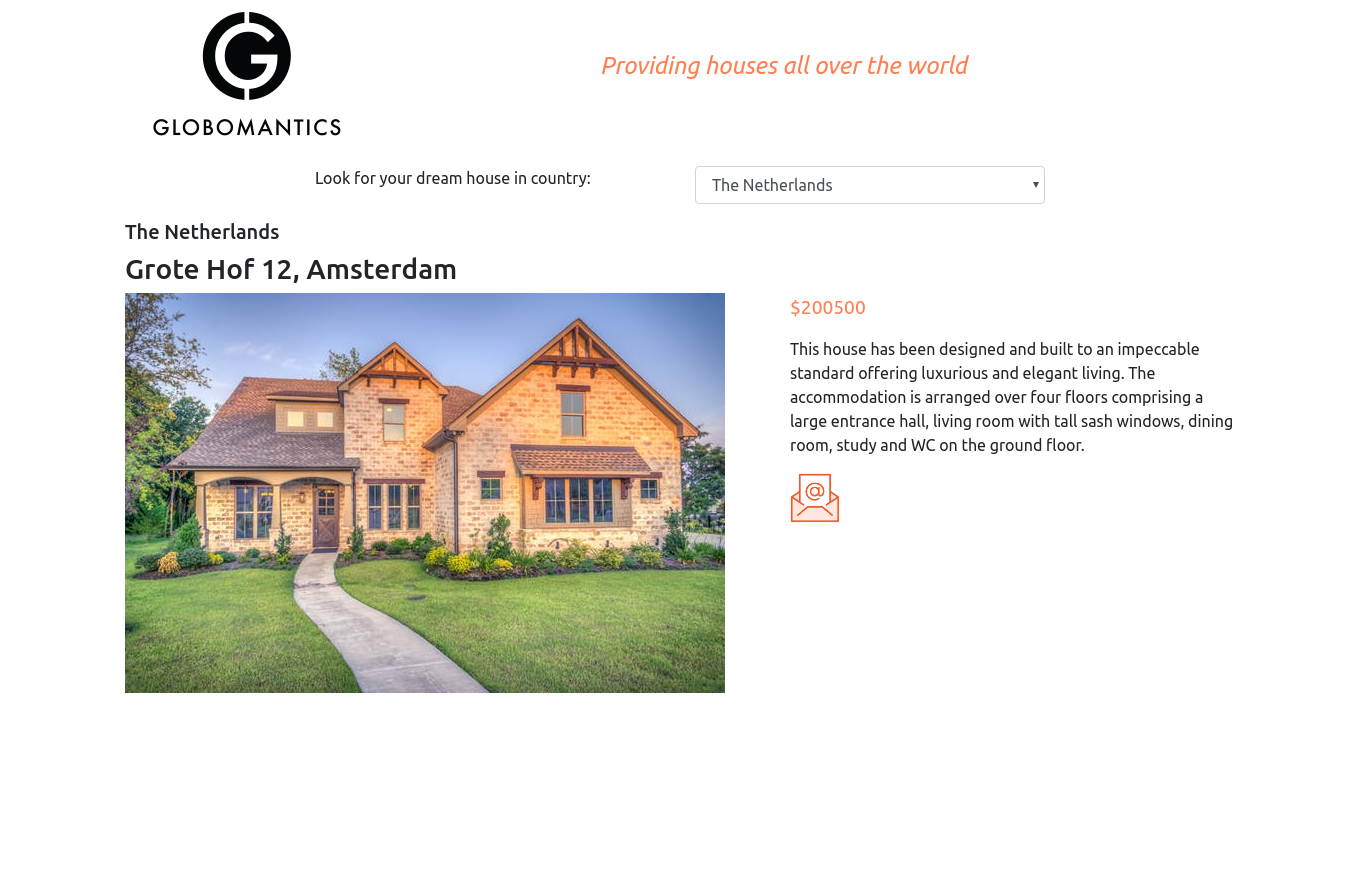 Providing houses all over the world
GLOBOMANTICS
Look for your dream house in country:
The Netherlands
The Netherlands
Grote Hof 12, Amsterdam
$200500
This house has been designed and built to an impeccable
standard offering luxurious and elegant living. The
accommodation is arranged over four floors comprising a
large entrance hall, living room with tall sash windows, dining
room, study and WC on the ground floor.
@